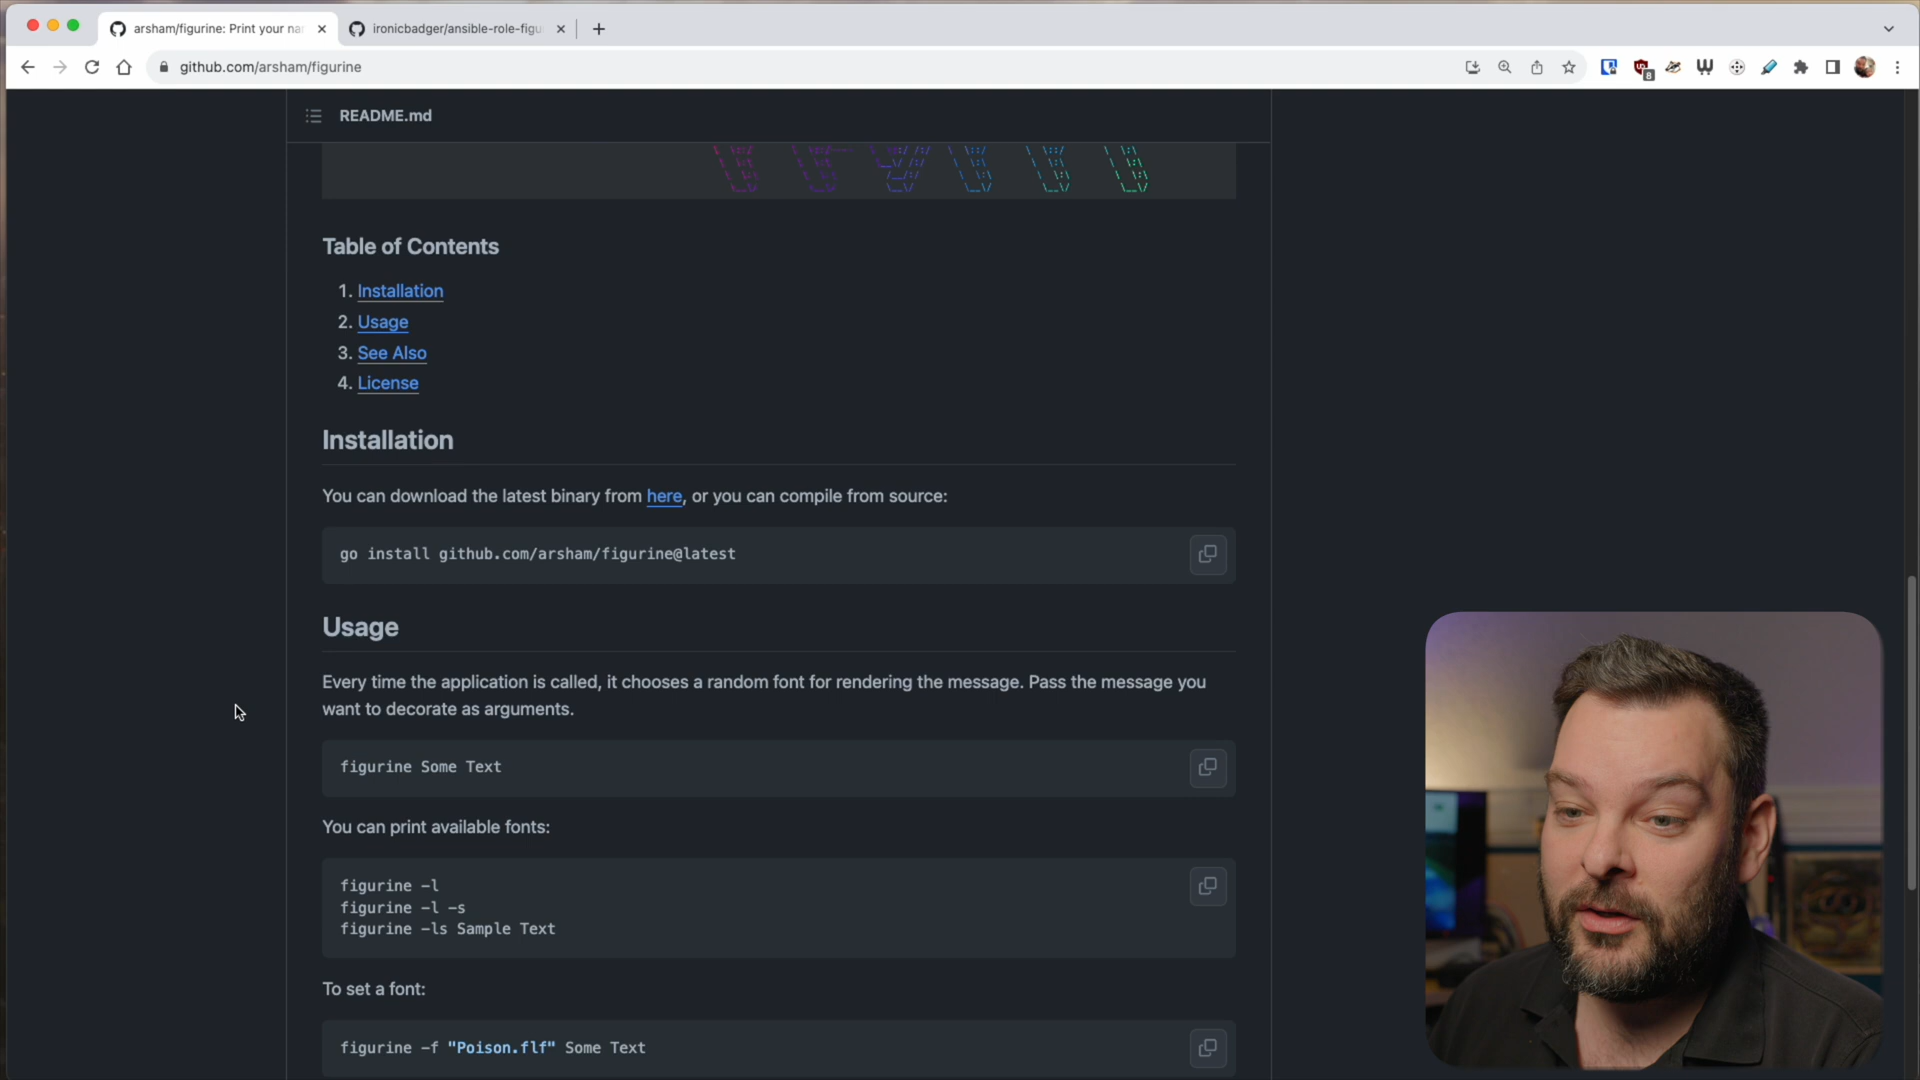 arsham/figurine: Print your na
ironicbadger/ansible-role-figu
github.com/arsham/figurine
8
README.md
Table of Contents
1. Installation
2. Usage
3. See Also
4. License
Installation
You can download the latest binary from here, or you can compile from source:
go install github.com/arsham/figurine@latest
Usage
Every time the application is called, it chooses a random font for rendering the message. Pass the message you
want to decorate as arguments.
figurine Some Text
You can print available fonts:
figurine -l
figurine -l -s
figurine -ls Sample Text
To set a font:
figurine -f "Poison.flf" Some Text